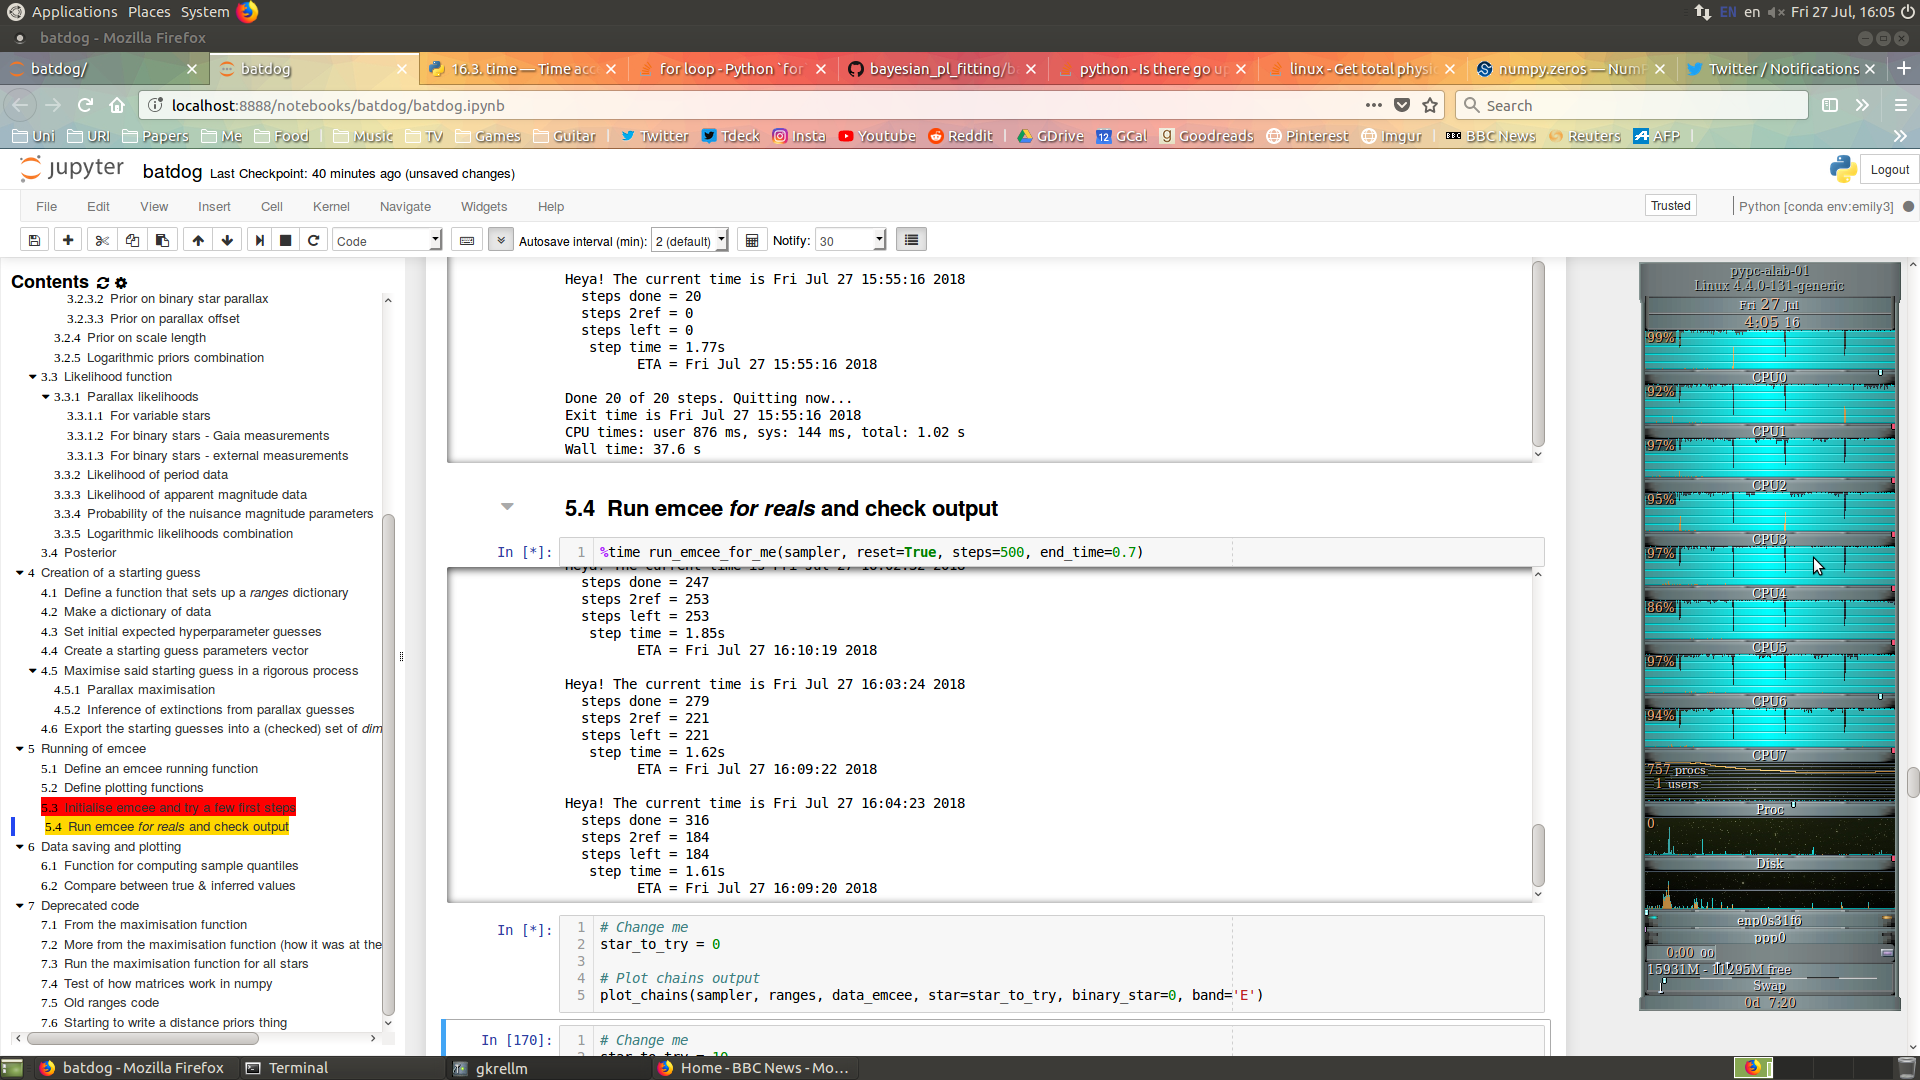 Applications Places System
EN en Fri 27 Jul, 16:05
batdog - Mozilla Firefox
batdog/
batdog
16.3. time — Time acc
for loop - Python `for
bayesian_pl_fitting/b
python - Is there go u
linux - Get total physi
numpy.zeros — Num
Twitter / Notifications
localhost:8888/notebooks/batdog/batdog.ipynb
Search
Uni URI Papers Me Food Music TV Games Guitar Twitter Tdeck Insta Youtube Reddit GDrive GCal Goodreads Pinterest Imgur BBC News Reuters AFP
jupyter batdog Last Checkpoint: 40 minutes ago (unsaved changes)
Logout
File Edit View Insert Cell Kernel Navigate Widgets Help
Trusted Python [conda env:emily3]
Code Autosave interval (min): 2 (default) Notify: 30
Contents
3.2.3.2 Prior on binary star parallax
3.2.3.3 Prior on parallax offset
3.2.4 Prior on scale length
3.2.5 Logarithmic priors combination
3.3 Likelihood function
3.3.1 Parallax likelihoods
3.3.1.1 For variable stars
3.3.1.2 For binary stars - Gaia measurements
3.3.1.3 For binary stars - external measurements
3.3.2 Likelihood of period data
3.3.3 Likelihood of apparent magnitude data
3.3.4 Probability of the nuisance magnitude parameters
3.3.5 Logarithmic likelihoods combination
3.4 Posterior
4 Creation of a starting guess
4.1 Define a function that sets up a ranges dictionary
4.2 Make a dictionary of data
4.3 Set initial expected hyperparameter guesses
4.4 Create a starting guess parameters vector
4.5 Maximise said starting guess in a rigorous process
4.5.1 Parallax maximisation
4.5.2 Inference of extinctions from parallax guesses
4.6 Export the starting guesses into a (checked) set of dim
5 Running of emcee
5.1 Define an emcee running function
5.2 Define plotting functions
5.3 Initialise emcee and try a few first steps
5.4 Run emcee for reals and check output
6 Data saving and plotting
6.1 Function for computing sample quantiles
6.2 Compare between true & inferred values
7 Deprecated code
7.1 From the maximisation function
7.2 More from the maximisation function (how it was at the
7.3 Run the maximisation function for all stars
7.4 Test of how matrices work in numpy
7.5 Old ranges code
7.6 Starting to write a distance priors thing
Heya! The current time is Fri Jul 27 15:55:16 2018
steps done = 20
steps 2ref = 0
steps left = 0
step time = 1.77s
ETA = Fri Jul 27 15:55:16 2018
Done 20 of 20 steps. Quitting now...
Exit time is Fri Jul 27 15:55:16 2018
CPU times: user 876 ms, sys: 144 ms, total: 1.02 s
Wall time: 37.6 s
5.4 Run emcee for reals and check output
In [*]: 1 %time run_emcee_for_me(sampler, reset=True, steps=500, end_time=0.7)
Heya! The current time is Fri Jul 27 16:02:32 2018
steps done = 247
steps 2ref = 253
steps left = 253
step time = 1.85s
ETA = Fri Jul 27 16:10:19 2018
Heya! The current time is Fri Jul 27 16:03:24 2018
steps done = 279
steps 2ref = 221
steps left = 221
step time = 1.62s
ETA = Fri Jul 27 16:09:22 2018
Heya! The current time is Fri Jul 27 16:04:23 2018
steps done = 316
steps 2ref = 184
steps left = 184
step time = 1.61s
ETA = Fri Jul 27 16:09:20 2018
In [*]: 1 # Change me
2 star_to_try = 0
3
4 # Plot chains output
5 plot_chains(sampler, ranges, data_emcee, star=star_to_try, binary_star=0, band='E')
In [170]: 1 # Change me
2 star_to_try = 10
pypc-alab-01
Linux 4.4.0-131-generic
Fri 27 Jul
4:05 16
99%
CPU0
92%
CPU1
97%
CPU2
95%
CPU3
97%
CPU4
86%
CPU5
97%
CPU6
94%
CPU7
757 procs
1 users
Proc
0
Disk
enp0s31f6
ppp0
0:00 00
15931M - 11295M free
Swap
0d 7:20
batdog - Mozilla Firefox
Terminal
gkrellm
Home - BBC News - Mo...